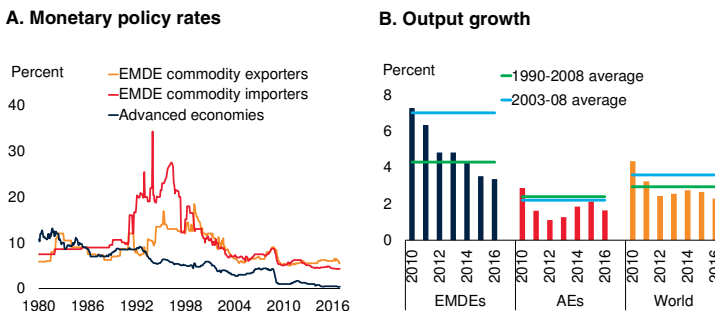 A. Monetary policy rates
Percent
EMDE commodity exporters
EMDE commodity importers
Advanced economies
40
30
20
10
0
1980 1986 1992 1998 2004 2010 2016
B. Output growth
Percent
1990-2008 average
2003-08 average
8
6
4
2
0
2010 2012 2014 2016 2010 2012 2014 2016 2010 2012 2014 2016
EMDEs AEs World